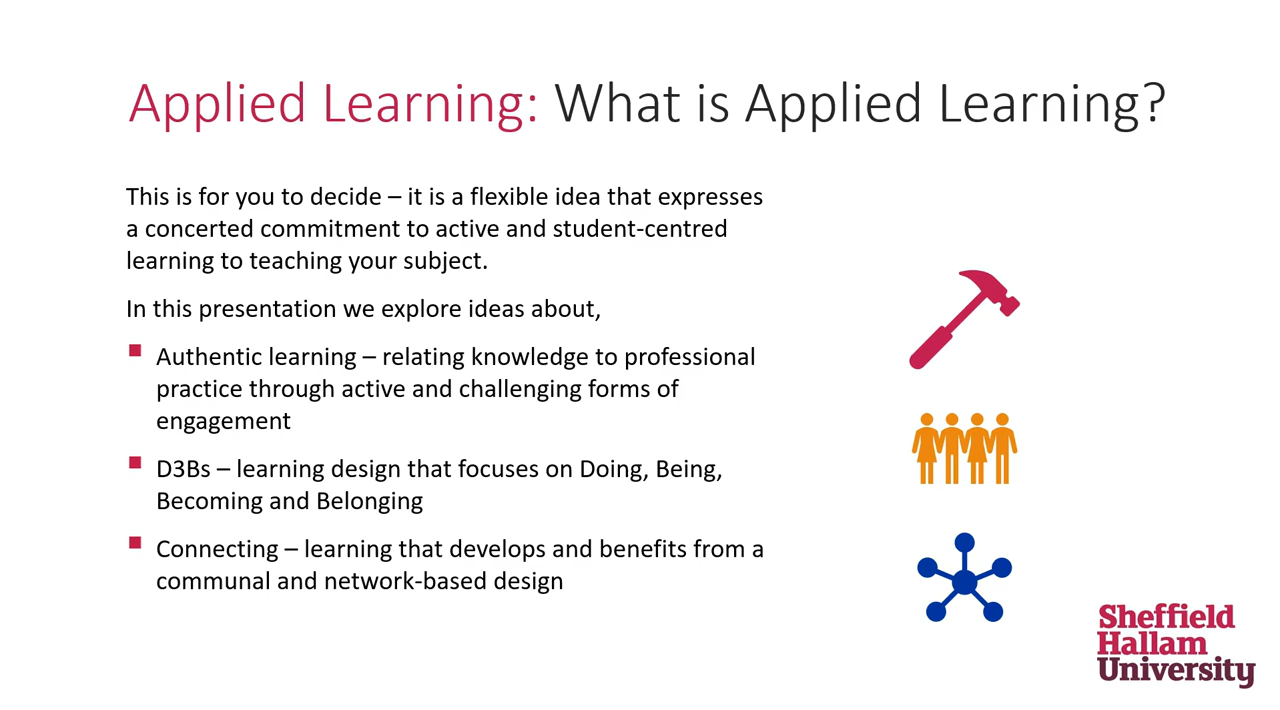 Applied Learning: What is Applied Learning?
This is for you to decide – it is a flexible idea that expresses
a concerted commitment to active and student-centred
learning to teaching your subject.
In this presentation we explore ideas about,
Authentic learning – relating knowledge to professional
practice through active and challenging forms of
engagement
D3Bs – learning design that focuses on Doing, Being,
Becoming and Belonging
Connecting – learning that develops and benefits from a
communal and network-based design
Sheffield
Hallam
University